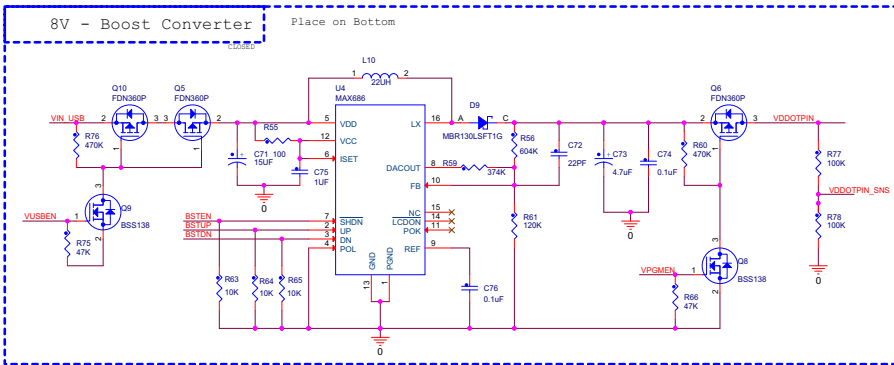 8V - Boost Converter
Place on Bottom
CLOSED
L10
1 2
22UH
Q10
FDN360P
Q5
FDN360P
U4
MAX686
D9
MBR130LSFT1G
Q6
FDN360P
VIN_USB
2 3 3 2
1 1
R76
470K
R55
100
C71
15UF
C75
1UF
5 VDD
12 VCC
6 ISET
LX 16
A C
DACOUT 8
FB 10
R59
374K
R56
604K
C72
22PF
C73
4.7uF
C74
0.1uF
R60
470K
2 3
1
VDDOTPIN
R77
100K
VDDOTPIN_SNS
R78
100K
0
0
0
VUSBEN
3
1
2
Q9
BSS138
R75
47K
BSTEN
BSTUP
BSTDN
7 SHDN
2 UP
3 DN
4 POL
NC 15
LCDON 14
POK 11
REF 9
GND
PGND
13 1
R61
120K
R63
10K
R64
10K
R65
10K
C76
0.1uF
VPGMEN
3
1
2
Q8
BSS138
R66
47K
0